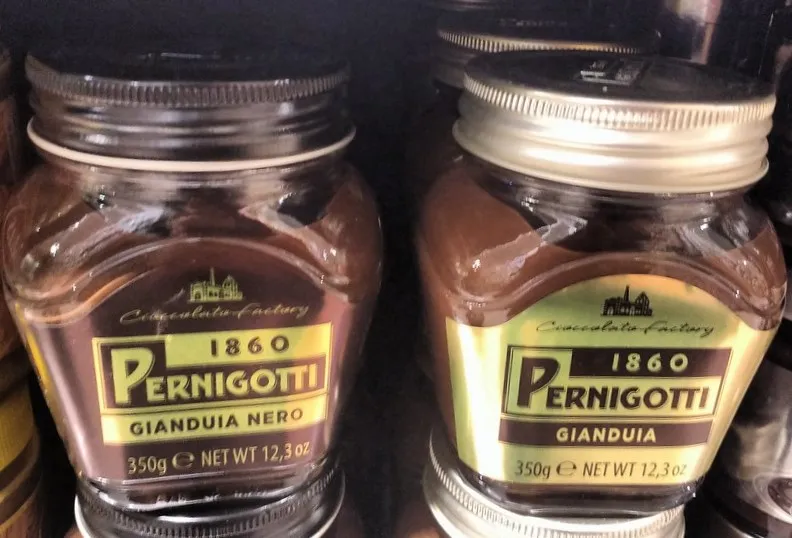 Cioccolato Factory
1860
PERNIGOTTI
GIANDUIA NERO
350g ℮ NET WT 12,3 oz
Cioccolato Factory
1860
PERNIGOTTI
GIANDUIA
350g ℮ NET WT 12,3 oz